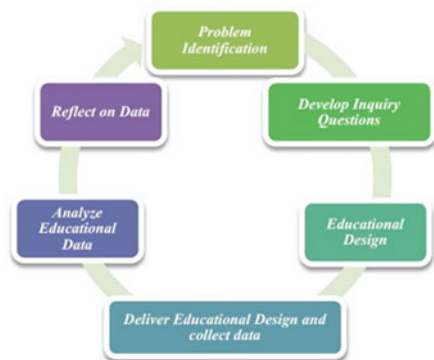 Problem
Identification
Develop Inquiry
Questions
Educational
Design
Deliver Educational Design and
collect data
Analyze
Educational
Data
Reflect on Data